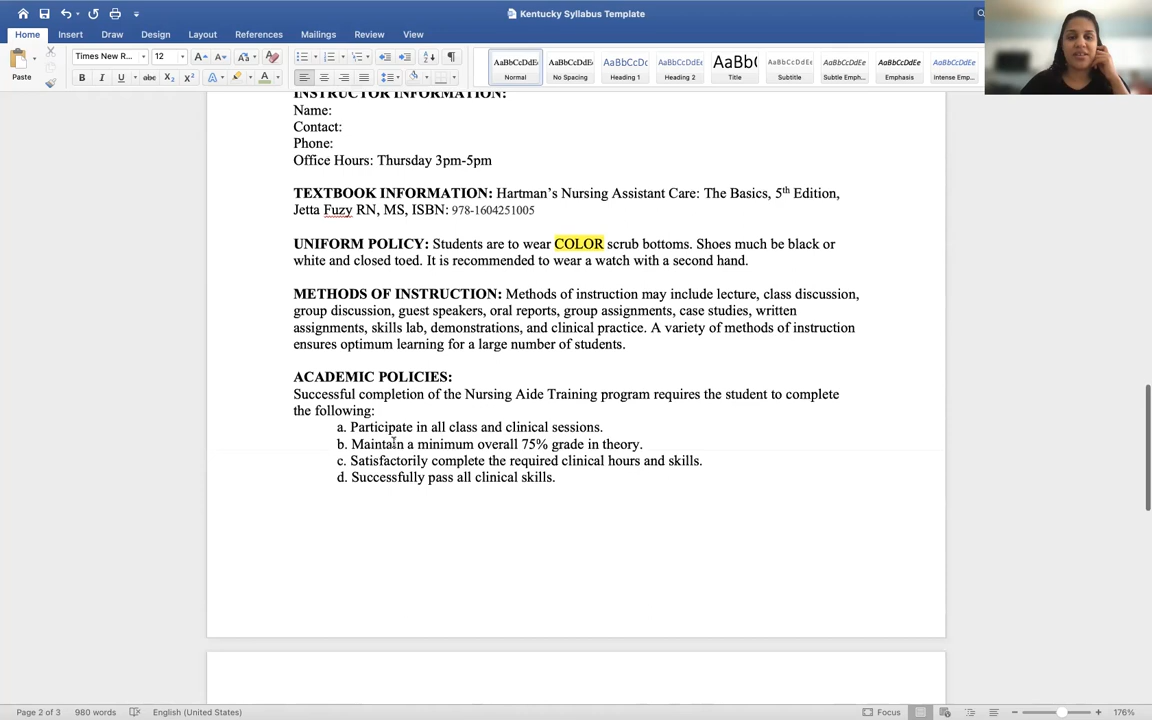 Kentucky Syllabus Template
Home Insert Draw Design Layout References Mailings Review View
Paste
Times New R... 12
AaBbCcDdE AaBbCcDdE AaBbCcDc AaBbCcDdEe AaBb( AaBbCcDdEe AaBbCcDdEe AaBbCcDdEe AaBbCcDdEe
Normal No Spacing Heading 1 Heading 2 Title Subtitle Subtle Emph... Emphasis Intense Emp...
INSTRUCTOR INFORMATION:
Name:
Contact:
Phone:
Office Hours: Thursday 3pm-5pm
TEXTBOOK INFORMATION: Hartman's Nursing Assistant Care: The Basics, 5th Edition,
Jetta Fuzy RN, MS, ISBN: 978-1604251005
UNIFORM POLICY: Students are to wear COLOR scrub bottoms. Shoes much be black or
white and closed toed. It is recommended to wear a watch with a second hand.
METHODS OF INSTRUCTION: Methods of instruction may include lecture, class discussion,
group discussion, guest speakers, oral reports, group assignments, case studies, written
assignments, skills lab, demonstrations, and clinical practice. A variety of methods of instruction
ensures optimum learning for a large number of students.
ACADEMIC POLICIES:
Successful completion of the Nursing Aide Training program requires the student to complete
the following:
a. Participate in all class and clinical sessions.
b. Maintain a minimum overall 75% grade in theory.
c. Satisfactorily complete the required clinical hours and skills.
d. Successfully pass all clinical skills.
Page 2 of 3 980 words English (United States) Focus 176%